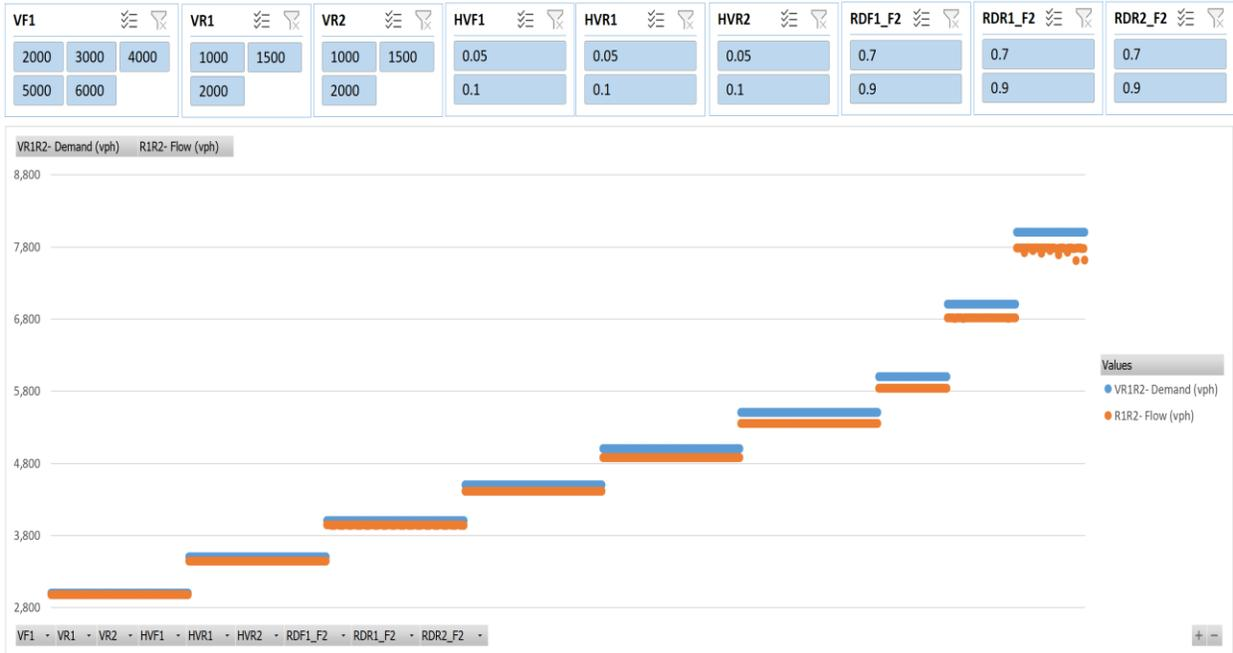 VF1 VR1 VR2 HVF1 HVR1 HVR2 RDF1_F2 RDR1_F2 RDR2_F2
2000 3000 4000 1000 1500 1000 1500 0.05 0.05 0.05 0.7 0.7 0.7
5000 6000 2000 2000 0.1 0.1 0.1 0.9 0.9 0.9
VR1R2- Demand (vph) R1R2- Flow (vph)
8,800
7,800
6,800
5,800
4,800
3,800
2,800
Values
VR1R2- Demand (vph)
R1R2- Flow (vph)
VF1 VR1 VR2 HVF1 HVR1 HVR2 RDF1_F2 RDR1_F2 RDR2_F2
+ −